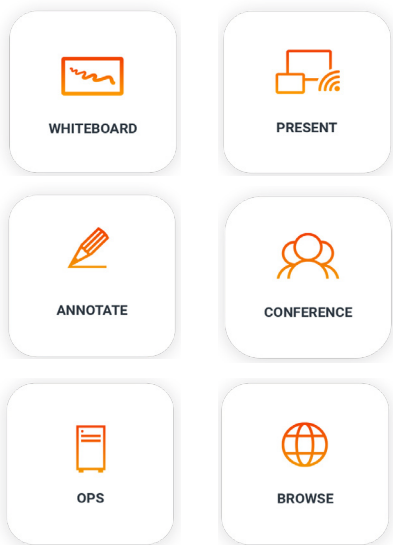 WHITEBOARD
PRESENT
ANNOTATE
CONFERENCE
OPS
BROWSE